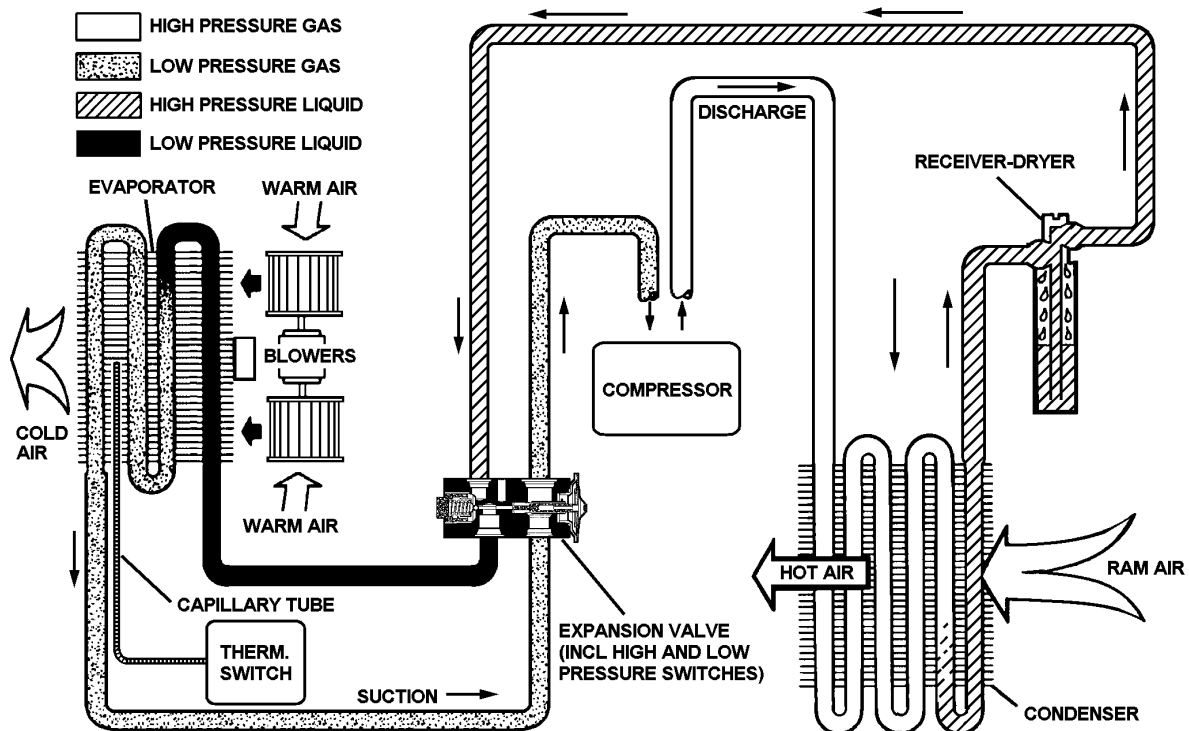 HIGH PRESSURE GAS
LOW PRESSURE GAS
HIGH PRESSURE LIQUID
LOW PRESSURE LIQUID
DISCHARGE
RECEIVER-DRYER
EVAPORATOR
WARM AIR
BLOWERS
COMPRESSOR
COLD
AIR
WARM AIR
HOT AIR
RAM AIR
CAPILLARY TUBE
THERM.
SWITCH
EXPANSION VALVE
(INCL HIGH AND LOW
PRESSURE SWITCHES)
SUCTION
CONDENSER